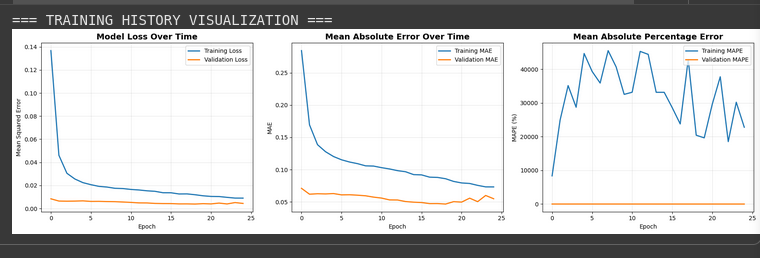 === TRAINING HISTORY VISUALIZATION ===
Model Loss Over Time
Training Loss
Validation Loss
Mean Squared Error
0.14
0.12
0.10
0.08
0.06
0.04
0.02
0.00
0 5 10 15 20 25
Epoch
Mean Absolute Error Over Time
Training MAE
Validation MAE
MAE
0.25
0.20
0.15
0.10
0.05
0 5 10 15 20 25
Epoch
Mean Absolute Percentage Error
Training MAPE
Validation MAPE
MAPE (%)
40000
30000
20000
10000
0
0 5 10 15 20 25
Epoch